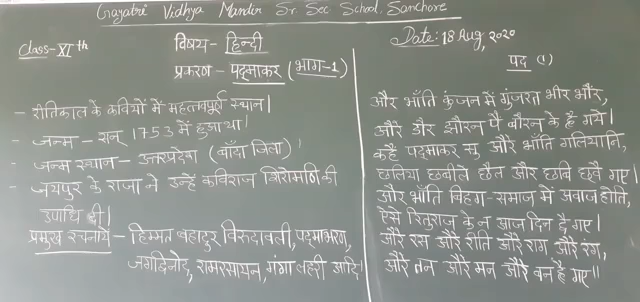 Gayatri Vidhya Mandir Sr. Sec School, Sanchore
Class-XI th
Date: 18 Aug, 2020
विषय - हिन्दी
प्रकरण - पद्माकर (भाग-1)
- रीतिकाल के कवियों में महत्वपूर्ण स्थान।
- जन्म - सन् 1753 में हुआ था।
- जन्म स्थान - उत्तरप्रदेश (बाँदा जिला)
- जयपुर के राजा ने उन्हें कविराज शिरोमणि की
उपाधि दी।
प्रमुख रचनायें - हिम्मत बहादुर विरुदावली, पद्माभरण,
जगद्विनोद, रामरसायन, गंगा लहरी आदि।
पद (1)
और भाँति कुंजन में गुंजरत भीर भौंर,
औरे डौर झौरन पै बौरन के है गये।
कहै पद्माकर सु और भाँति गलियानि,
छलिया छबीले छैल और छबि छवै गए।
और भाँति विहग-समाज में अवाज होति,
ऐसे रितुराज के न आज दिन द्वै गए।
और रस और रीति और राग और रंग,
और तन और मन और बन है गए॥